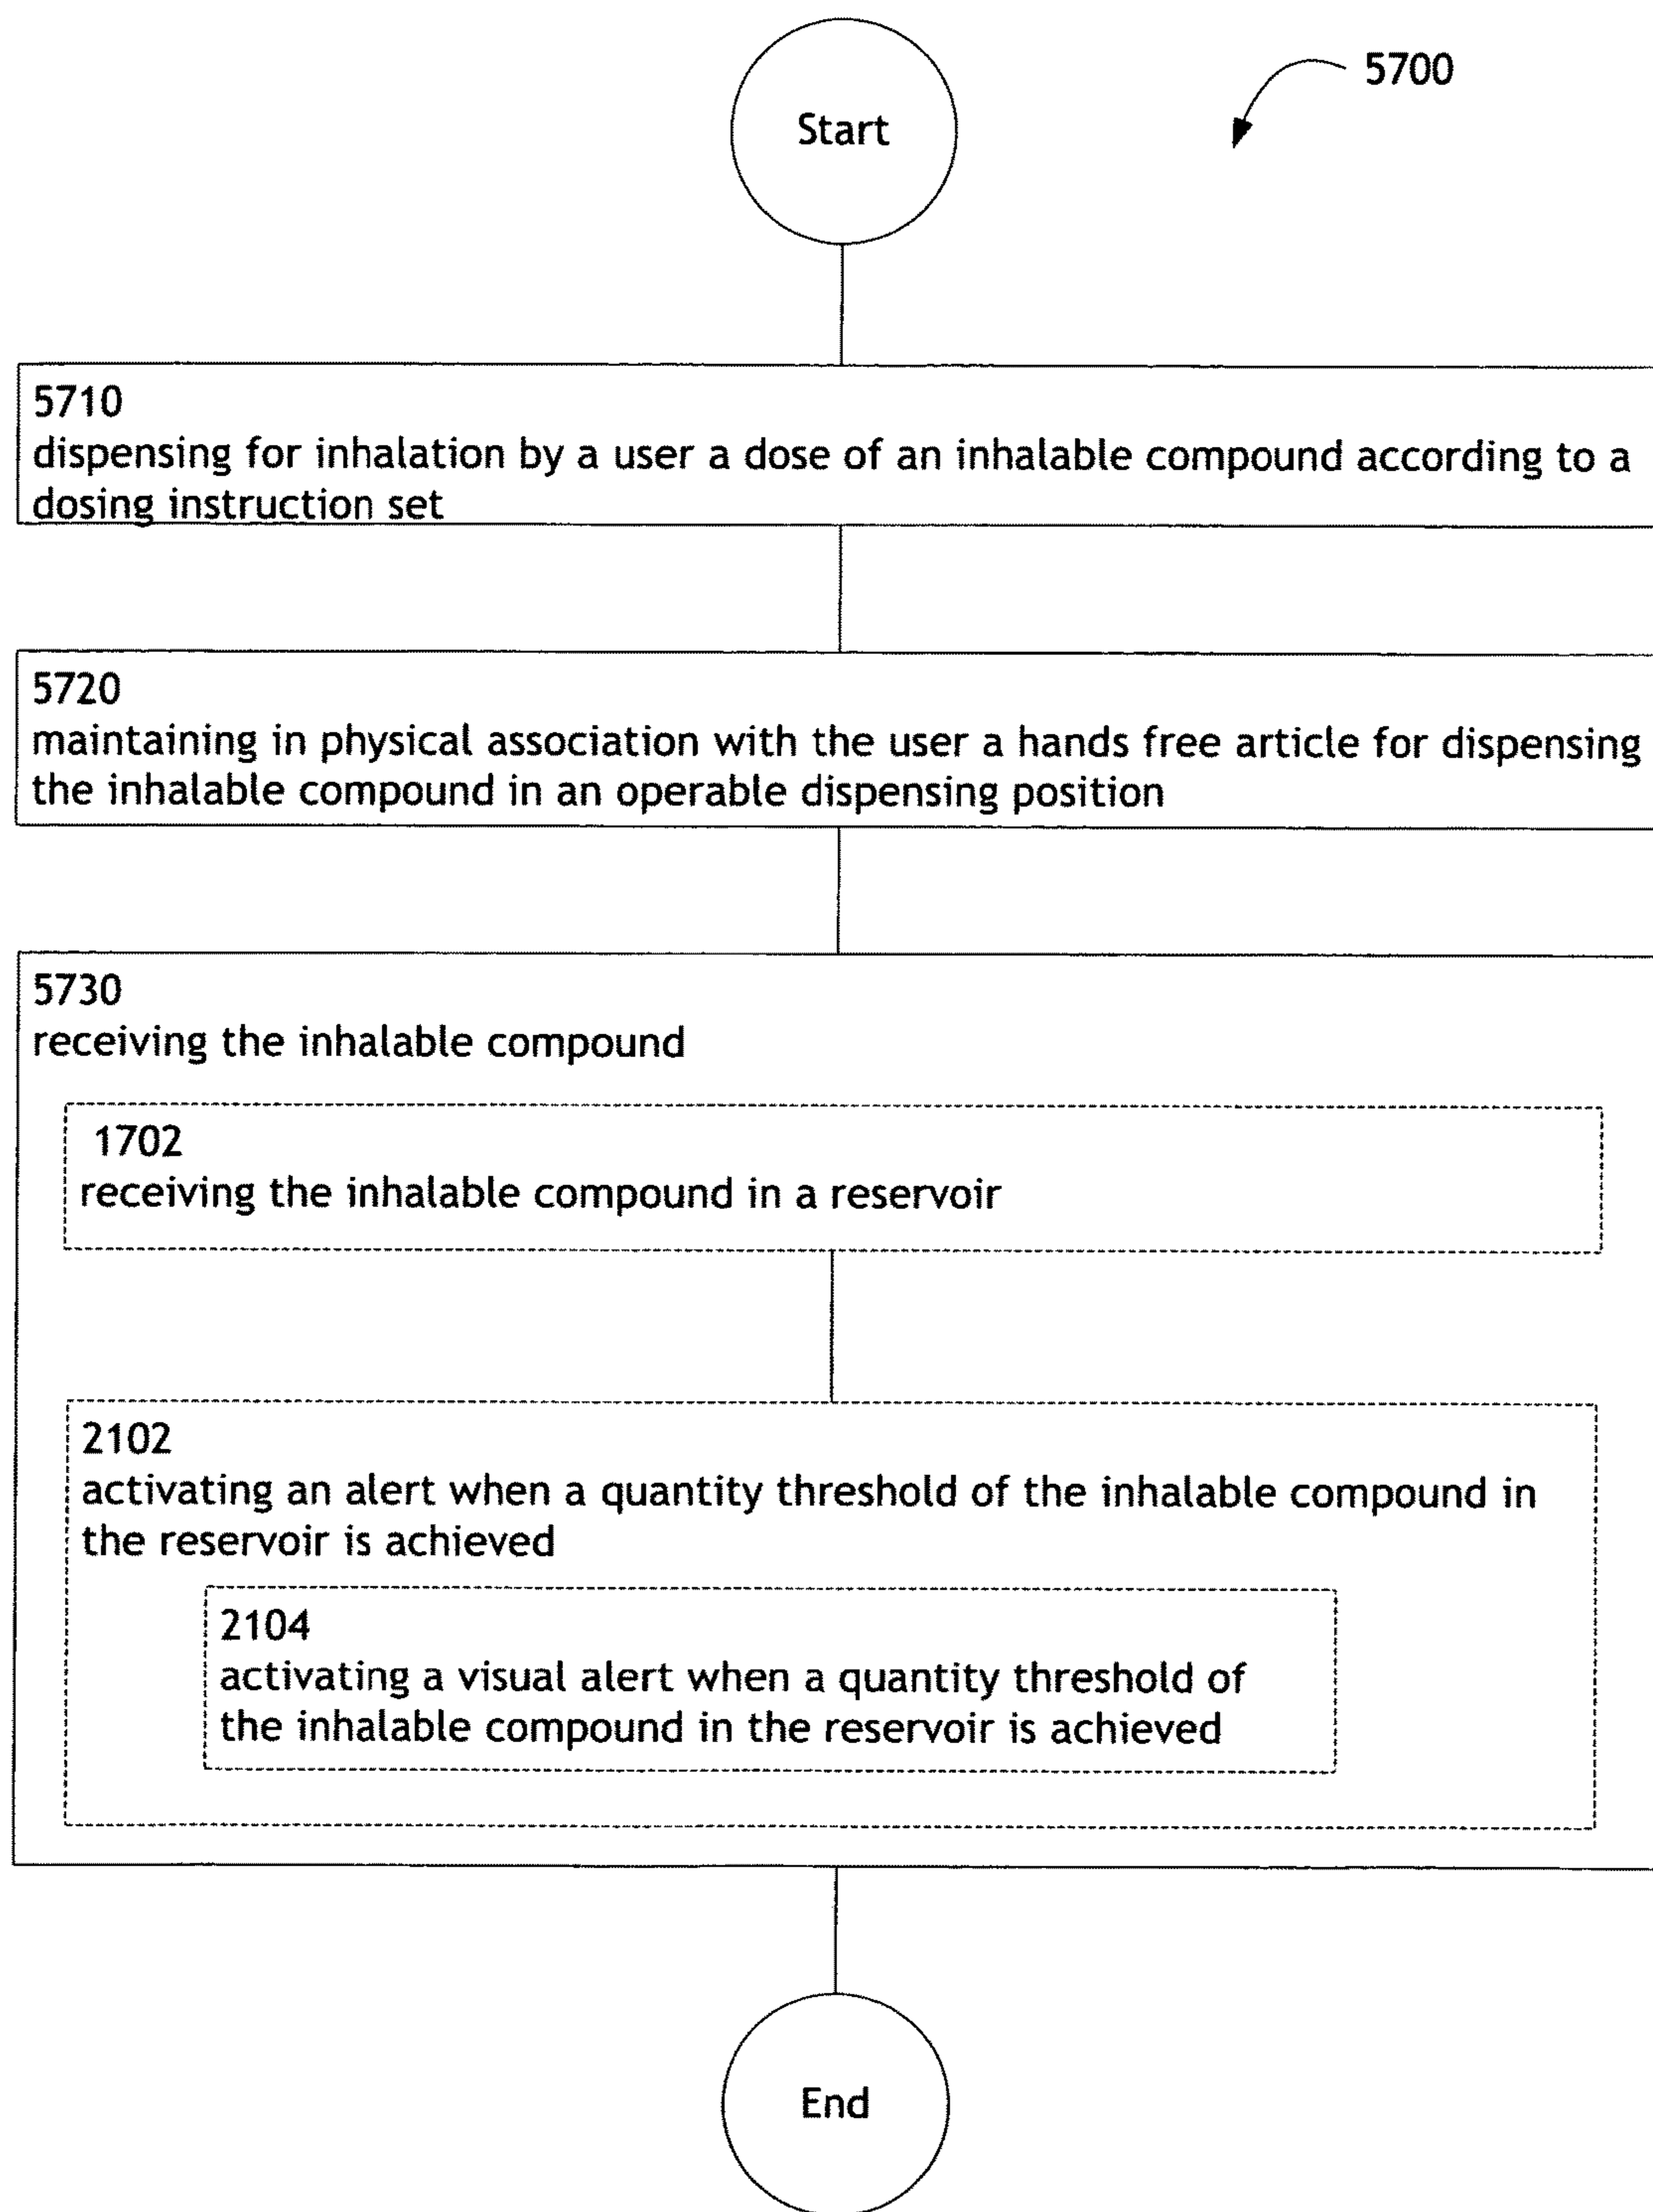 Start
5700
5710
dispensing for inhalation by a user a dose of an inhalable compound according to a
dosing instruction set
5720
maintaining in physical association with the user a hands free article for dispensing
the inhalable compound in an operable dispensing position
5730
receiving the inhalable compound
1702
receiving the inhalable compound in a reservoir
2102
activating an alert when a quantity threshold of the inhalable compound in
the reservoir is achieved
2104
activating a visual alert when a quantity threshold of
the inhalable compound in the reservoir is achieved
End